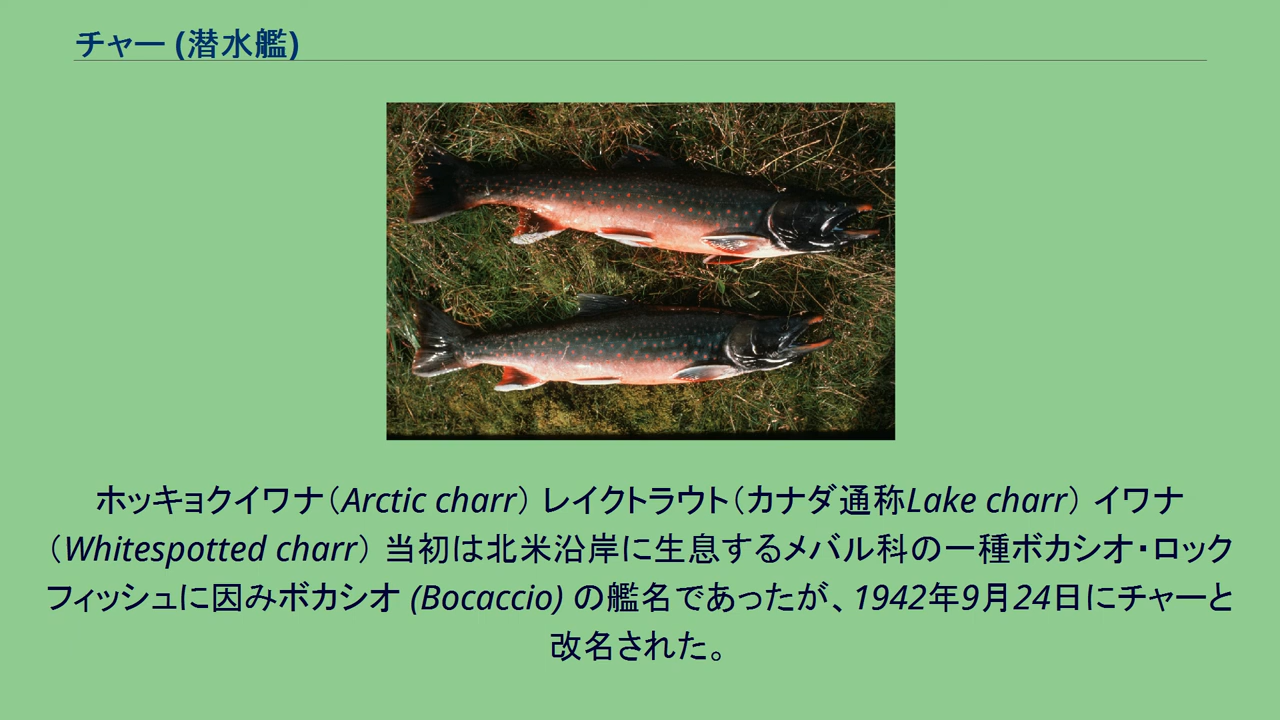 チャー (潜水艦)
ホッキョクイワナ（Arctic charr） レイクトラウト（カナダ通称Lake charr） イワナ
（Whitespotted charr） 当初は北米沿岸に生息するメバル科の一種ボカシオ・ロック
フィッシュに因みボカシオ (Bocaccio) の艦名であったが、1942年9月24日にチャーと
改名された。